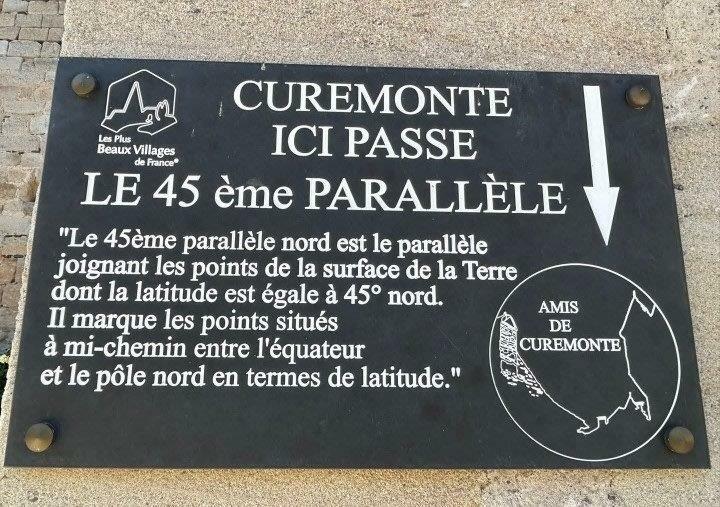 Les Plus
Beaux Villages
de France®
CUREMONTE
ICI PASSE
LE 45 ème PARALLÈLE
"Le 45ème parallèle nord est le parallèle
joignant les points de la surface de la Terre
dont la latitude est égale à 45° nord.
Il marque les points situés
à mi-chemin entre l'équateur
et le pôle nord en termes de latitude."
AMIS
DE
CUREMONTE